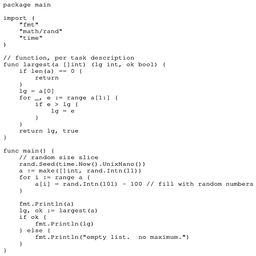 package main

import (
    "fmt"
    "math/rand"
    "time"
)

// function, per task description
func largest(a []int) (lg int, ok bool) {
    if len(a) == 0 {
        return
    }
    lg = a[0]
    for _, e := range a[1:] {
        if e > lg {
            lg = e
        }
    }
    return lg, true
}

func main() {
    // random size slice
    rand.Seed(time.Now().UnixNano())
    a := make([]int, rand.Intn(11))
    for i := range a {
        a[i] = rand.Intn(101) - 100 // fill with random numbers
    }

    fmt.Println(a)
    lg, ok := largest(a)
    if ok {
        fmt.Println(lg)
    } else {
        fmt.Println("empty list.  no maximum.")
    }
}